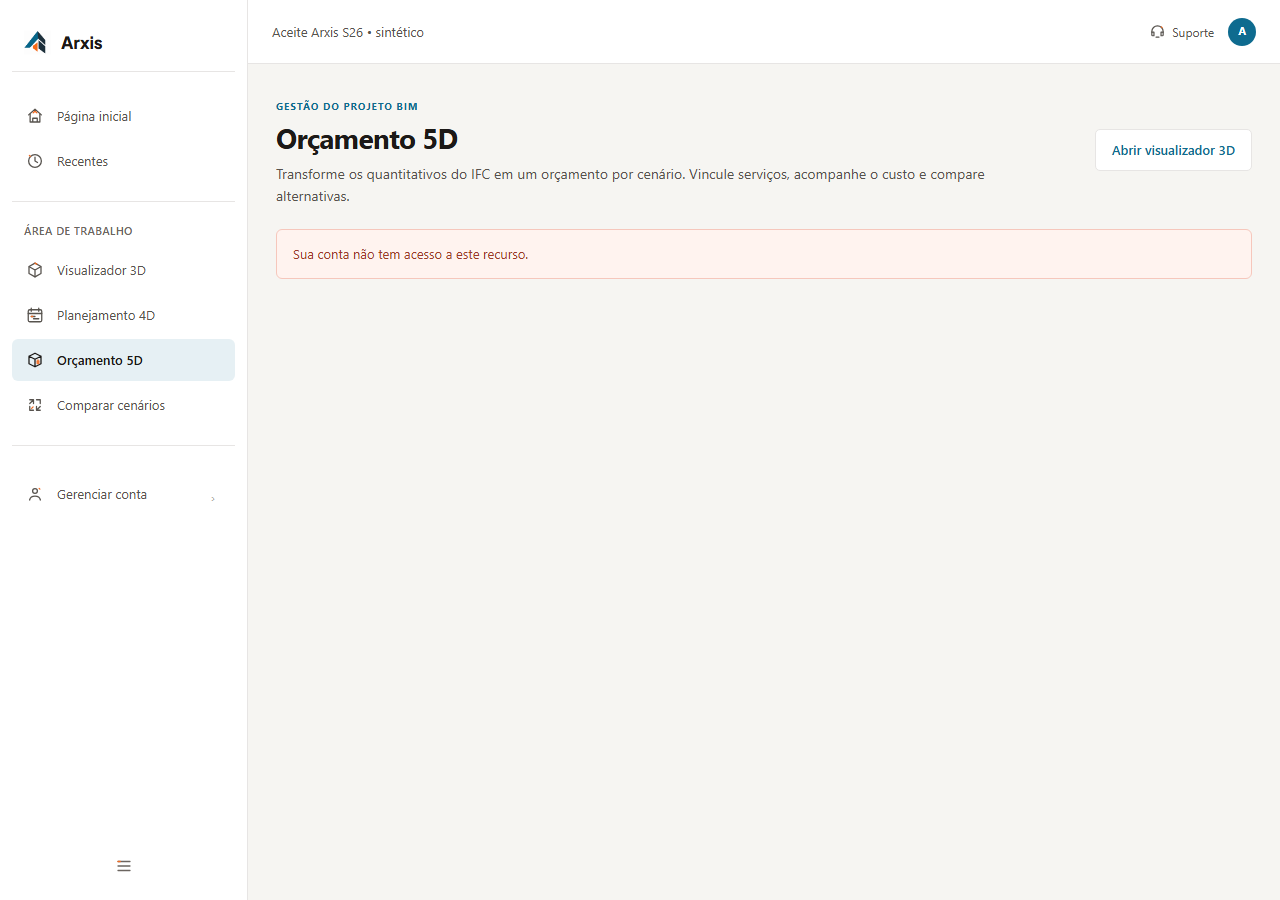 Arxis
Aceite Arxis S26 • sintético
Suporte
A
Página inicial
Recentes
ÁREA DE TRABALHO
Visualizador 3D
Planejamento 4D
Orçamento 5D
Comparar cenários
Gerenciar conta
GESTÃO DO PROJETO BIM
Orçamento 5D
Transforme os quantitativos do IFC em um orçamento por cenário. Vincule serviços, acompanhe o custo e compare
alternativas.
Abrir visualizador 3D
Sua conta não tem acesso a este recurso.